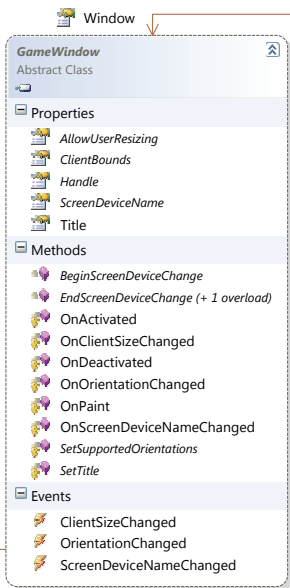 Window
GameWindow
Abstract Class
Properties
AllowUserResizing
ClientBounds
Handle
ScreenDeviceName
Title
Methods
BeginScreenDeviceChange
EndScreenDeviceChange (+ 1 overload)
OnActivated
OnClientSizeChanged
OnDeactivated
OnOrientationChanged
OnPaint
OnScreenDeviceNameChanged
SetSupportedOrientations
SetTitle
Events
ClientSizeChanged
OrientationChanged
ScreenDeviceNameChanged